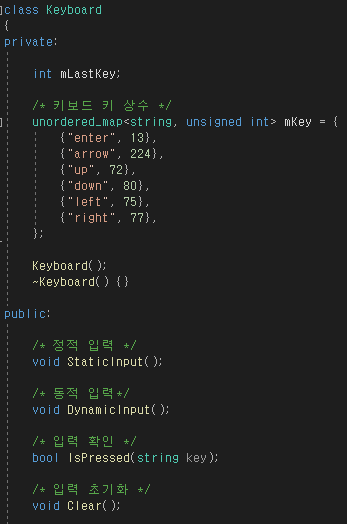 class Keyboard
{
private:
int mLastKey;
/* 키보드 키 상수 */
unordered_map<string, unsigned int> mKey = {
{"enter", 13},
{"arrow", 224},
{"up", 72},
{"down", 80},
{"left", 75},
{"right", 77},
};
Keyboard();
~Keyboard() {}
public:
/* 정적 입력 */
void StaticInput();
/* 동적 입력*/
void DynamicInput();
/* 입력 확인 */
bool IsPressed(string key);
/* 입력 초기화 */
void Clear();